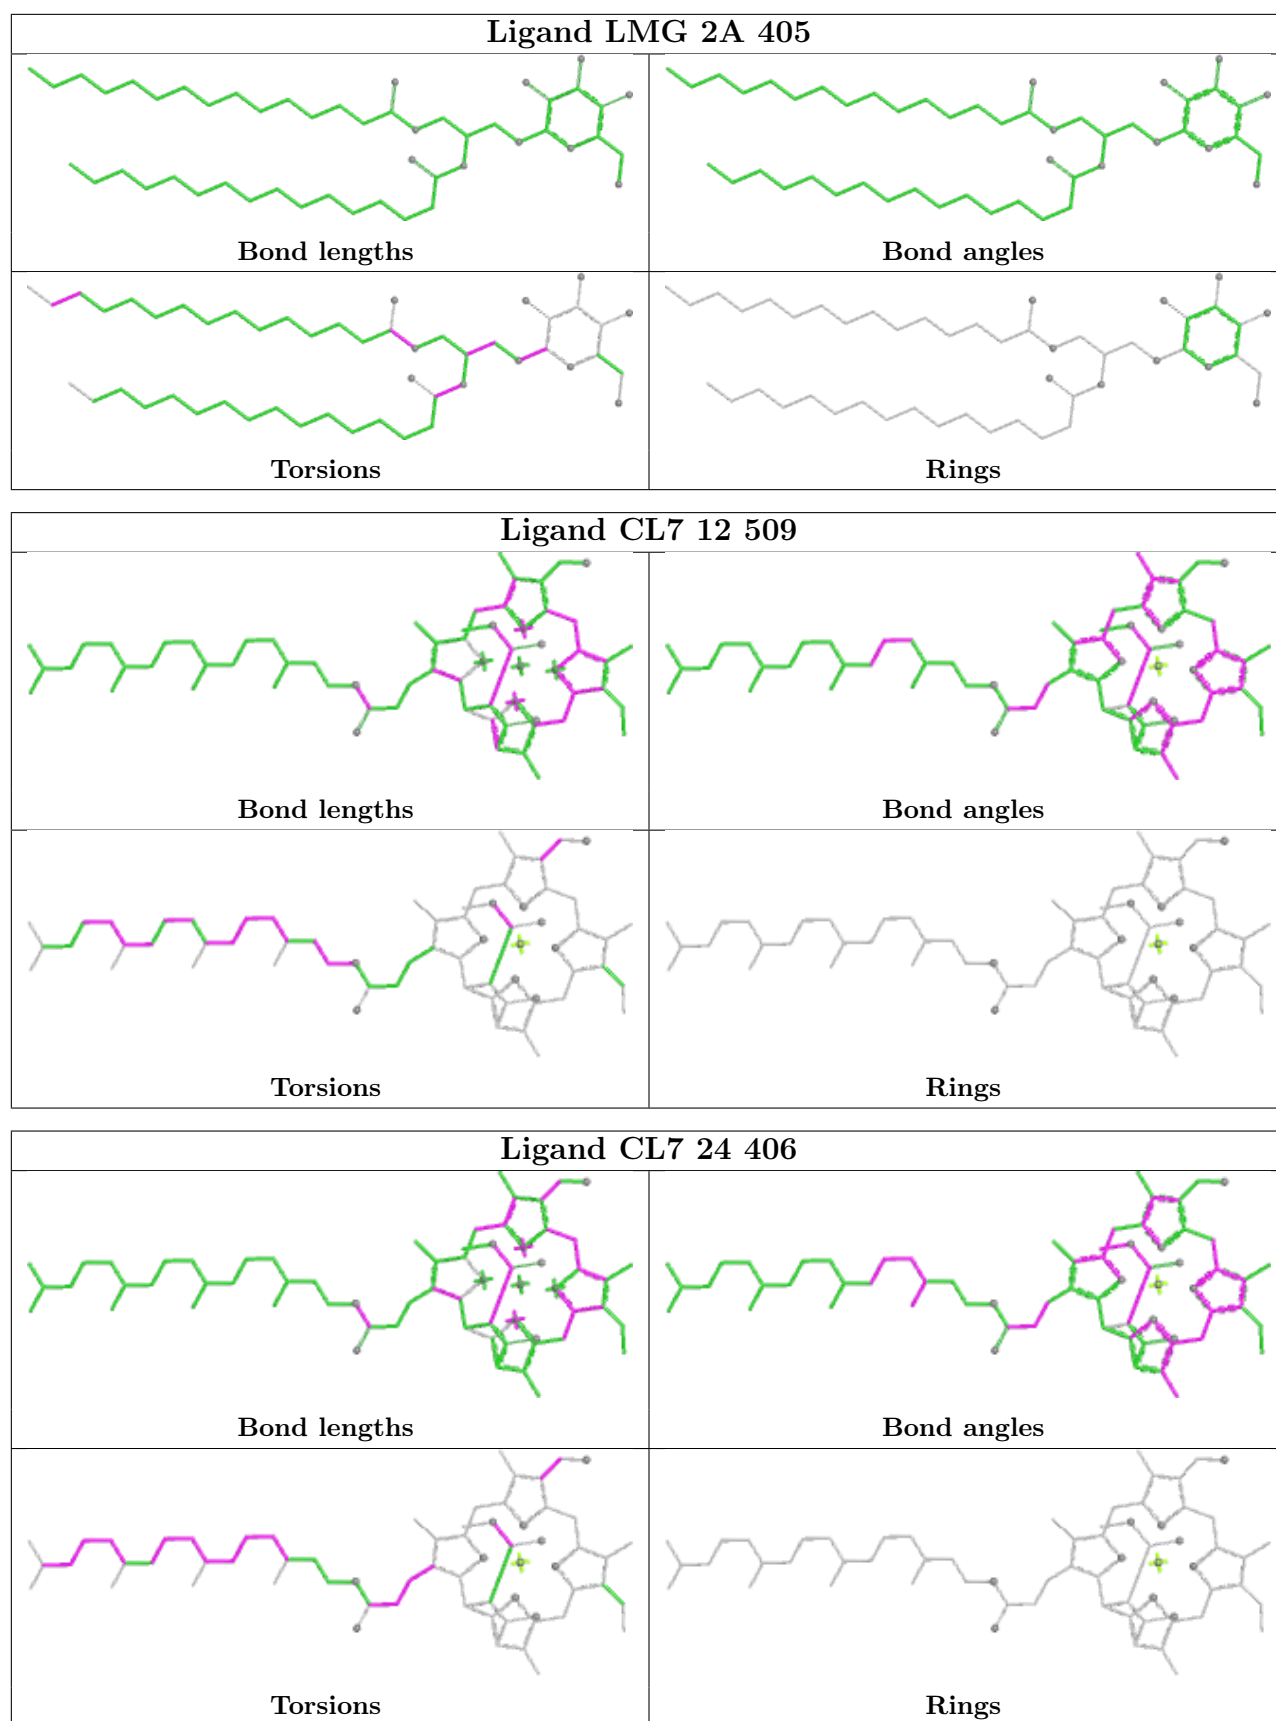 Ligand LMG 2A 405
Bond lengths
Bond angles
Torsions
Rings
Ligand CL7 12 509
Bond lengths
Bond angles
Torsions
Rings
Ligand CL7 24 406
Bond lengths
Bond angles
Torsions
Rings